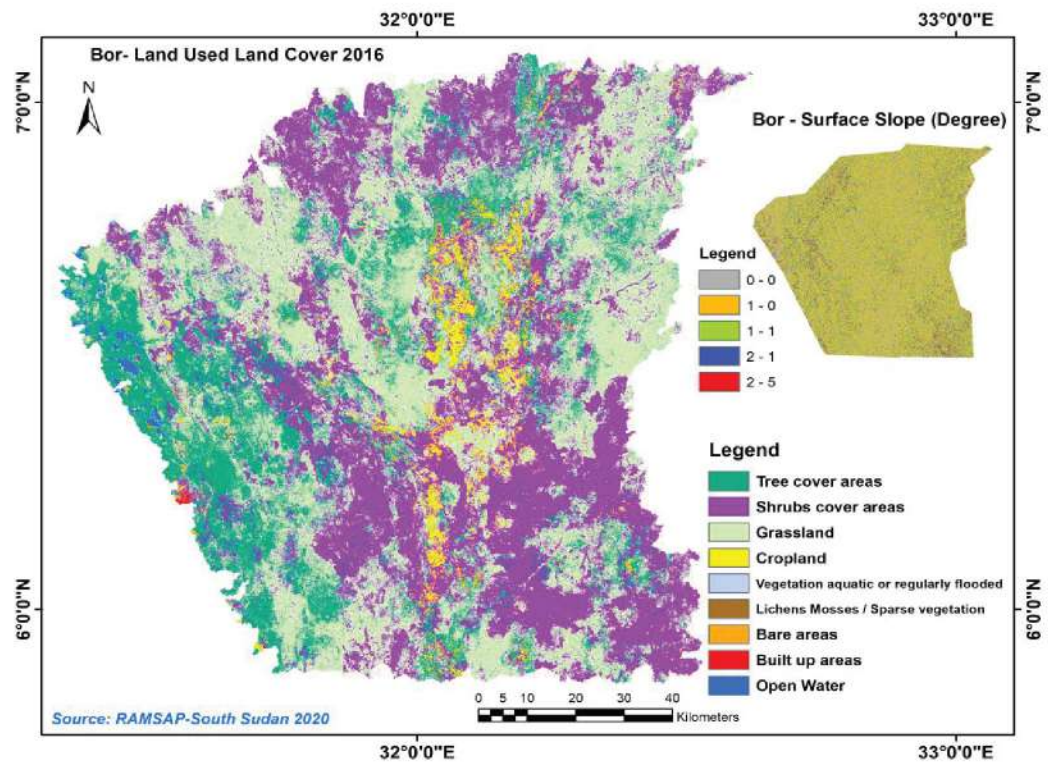 32°0'0"E
33°0'0"E
Bor- Land Used Land Cover 2016
N
7°0'0"N
7°0'0"N
Bor - Surface Slope (Degree)
Legend
0 - 0
1 - 0
1 - 1
2 - 1
2 - 5
Legend
Tree cover areas
Shrubs cover areas
Grassland
Cropland
Vegetation aquatic or regularly flooded
Lichens Mosses / Sparse vegetation
Bare areas
Built up areas
Open Water
6°0'0"N
6°0'0"N
0 5 10 20 30 40
Kilometers
Source: RAMSAP-South Sudan 2020
32°0'0"E
33°0'0"E